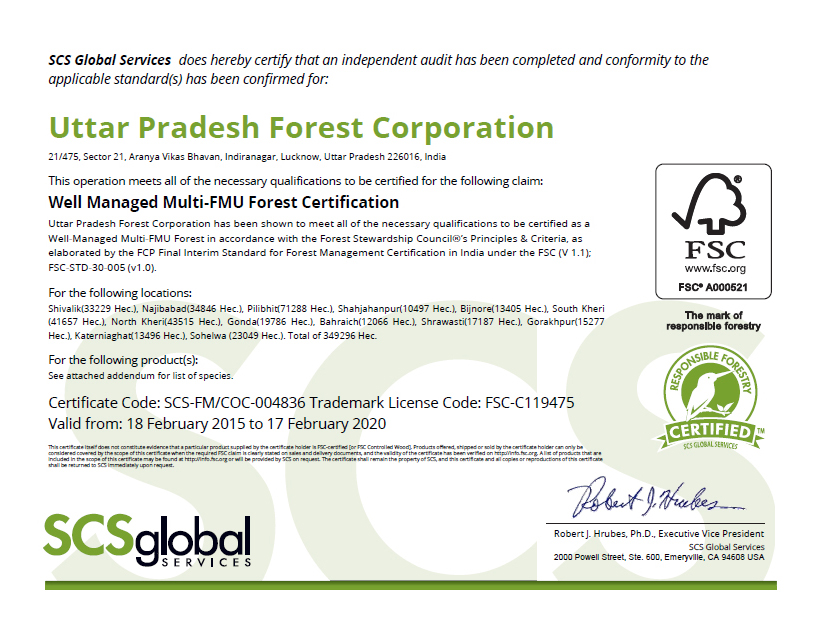 SCS Global Services does hereby certify that an independent audit has been completed and conformity to the
applicable standard(s) has been confirmed for:
Uttar Pradesh Forest Corporation
21/475, Sector 21, Aranya Vikas Bhavan, Indiranagar, Lucknow, Uttar Pradesh 226016, India
This operation meets all of the necessary qualifications to be certified for the following claim:
Well Managed Multi-FMU Forest Certification
Uttar Pradesh Forest Corporation has been shown to meet all of the necessary qualifications to be certified as a
Well-Managed Multi-FMU Forest in accordance with the Forest Stewardship Council®'s Principles & Criteria, as
elaborated by the FCP Final Interim Standard for Forest Management Certification in India under the FSC (V 1.1);
FSC-STD-30-005 (v1.0).
For the following locations:
Shivalik(33229 Hec.), Najibabad(34846 Hec.), Pilibhit(71288 Hec.), Shahjahanpur(10497 Hec.), Bijnore(13405 Hec.), South Kheri
(41657 Hec.), North Kheri(43515 Hec.), Gonda(19786 Hec.), Bahraich(12066 Hec.), Shrawasti(17187 Hec.), Gorakhpur(15277
Hec.), Katerniaghat(13496 Hec.), Sohelwa (23049 Hec.). Total of 349296 Hec.
For the following product(s):
See attached addendum for list of species.
Certificate Code: SCS-FM/COC-004836 Trademark License Code: FSC-C119475
Valid from: 18 February 2015 to 17 February 2020
This certificate itself does not constitute evidence that a particular product supplied by the certificate holder is FSC-certified [or FSC Controlled Wood]. Products offered, shipped or sold by the certificate holder can only be
considered covered by the scope of this certificate when the required FSC claim is clearly stated on sales and delivery documents, and the validity of the certificate has been verified on http://info.fsc.org. A list of products that are
included in the scope of this certificate may be found at http://info.fsc.org or will be provided by SCS on request. The certificate shall remain the property of SCS, and this certificate and all copies or reproductions of this certificate
shall be returned to SCS immediately upon request.
®
FSC
www.fsc.org
FSC® A000521
The mark of
responsible forestry
RESPONSIBLE FORESTRY
CERTIFIED™
SCS GLOBAL SERVICES
Robert J. Hrubes
Robert J. Hrubes, Ph.D., Executive Vice President
SCS Global Services
2000 Powell Street, Ste. 600, Emeryville, CA 94608 USA
SCSglobal
SERVICES
SCS